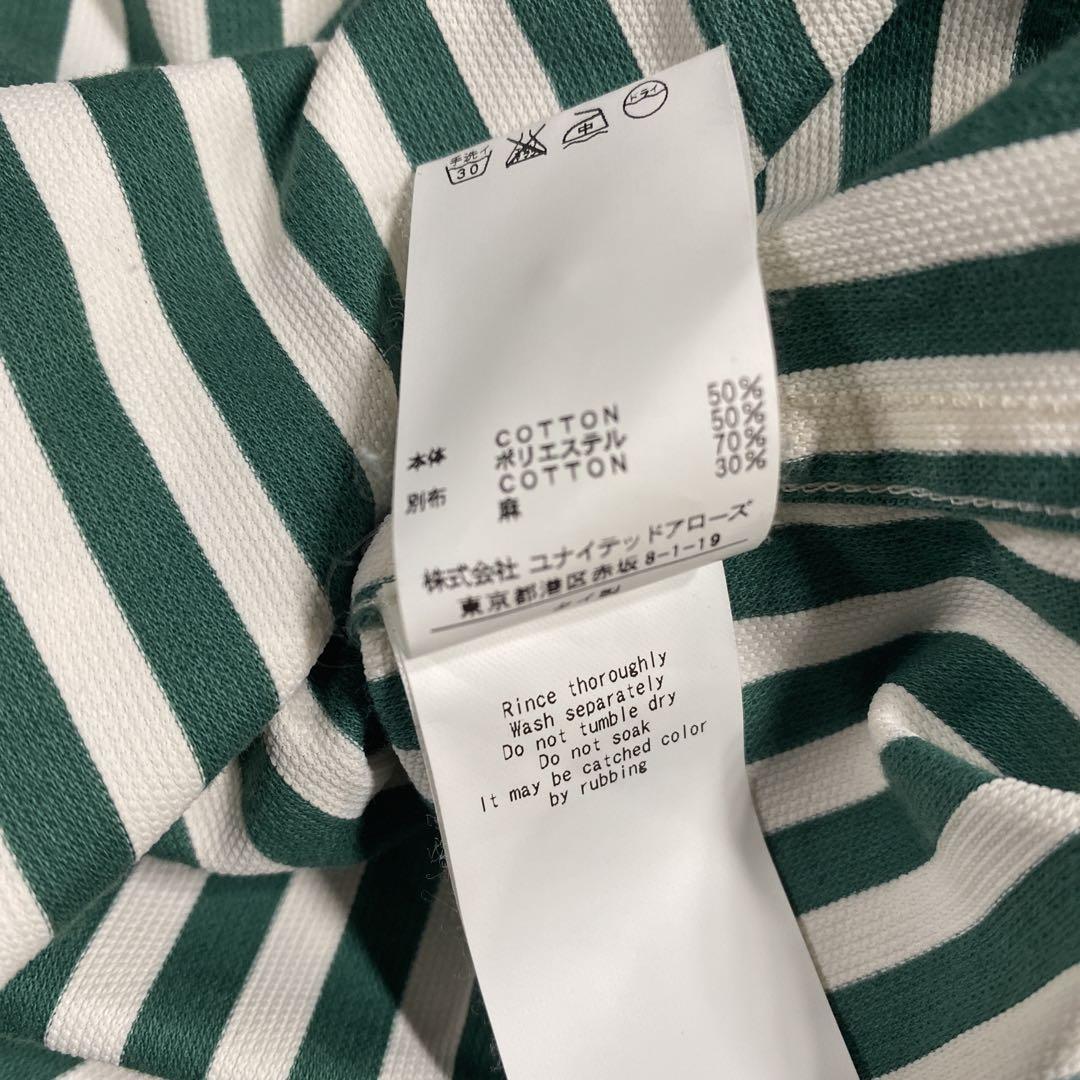 手洗イ
30
中
ドライ
本体 COTTON 50%
ポリエステル 50%
別布 COTTON 70%
麻 30%
株式会社 ユナイテッドアローズ
東京都港区赤坂8-1-19
Rince thoroughly
Wash separately
Do not tumble dry
Do not soak
It may be catched color
by rubbing